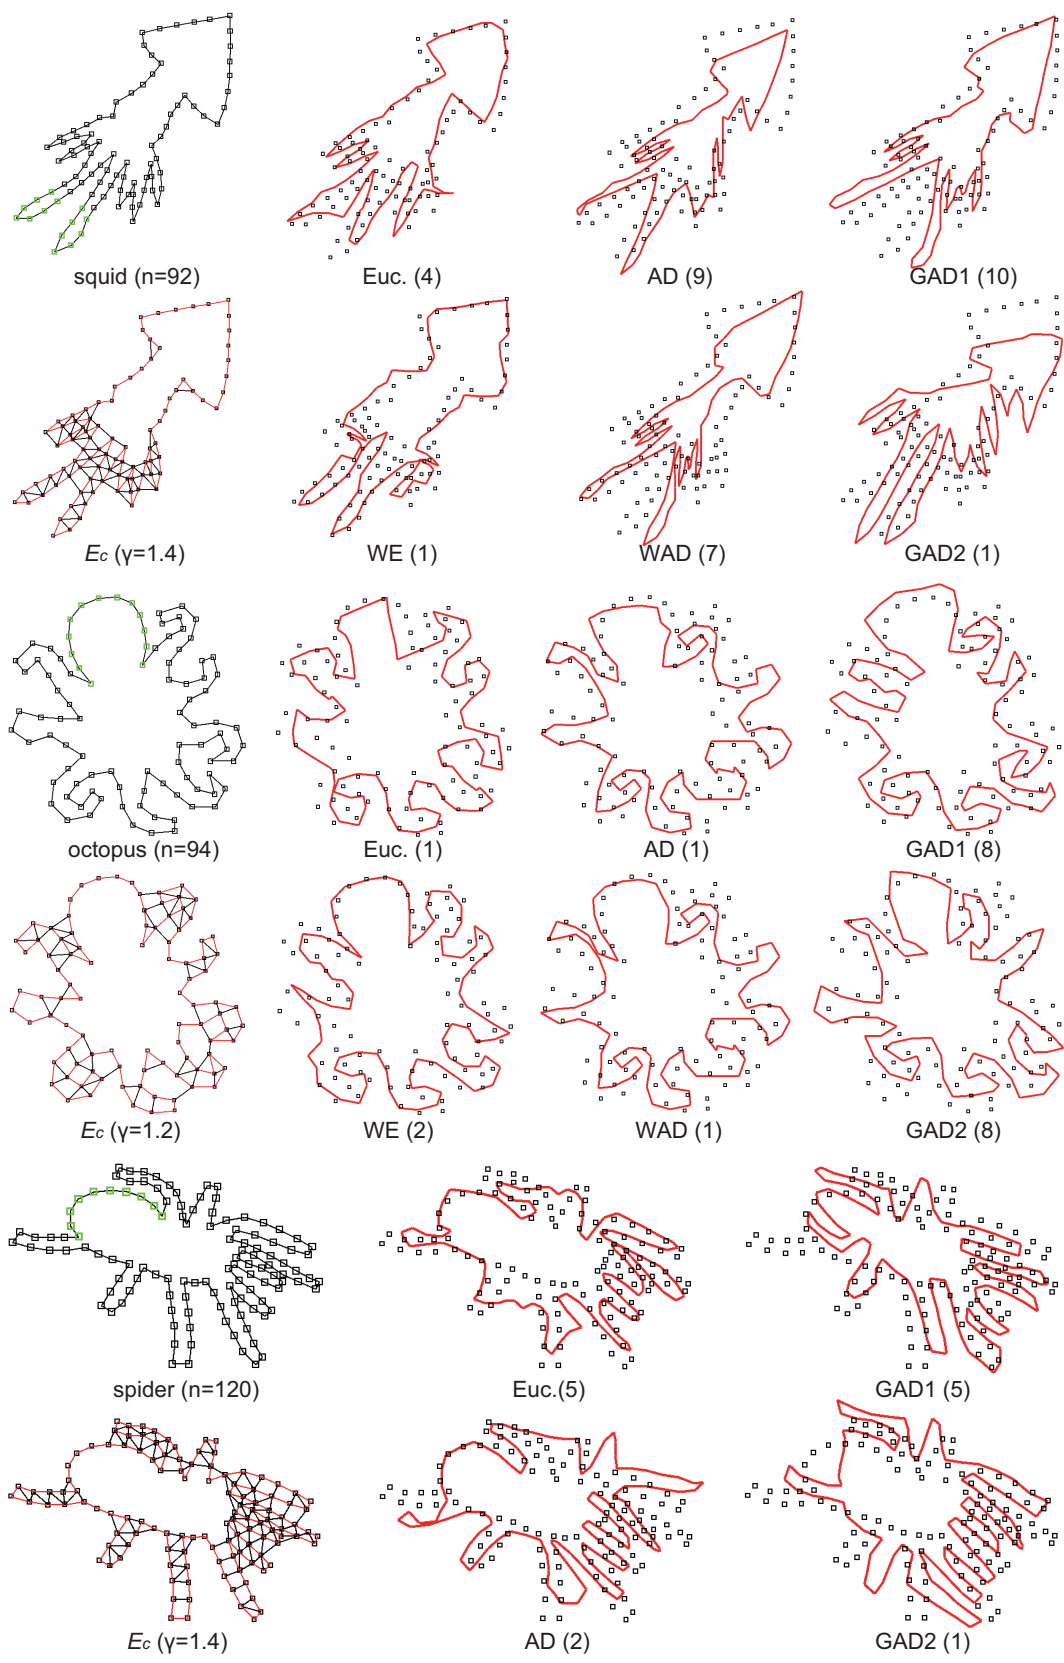 squid (n=92) Euc. (4) AD (9) GAD1 (10)
Ec (γ=1.4) WE (1) WAD (7) GAD2 (1)
octopus (n=94) Euc. (1) AD (1) GAD1 (8)
Ec (γ=1.2) WE (2) WAD (1) GAD2 (8)
spider (n=120) Euc.(5) GAD1 (5)
Ec (γ=1.4) AD (2) GAD2 (1)